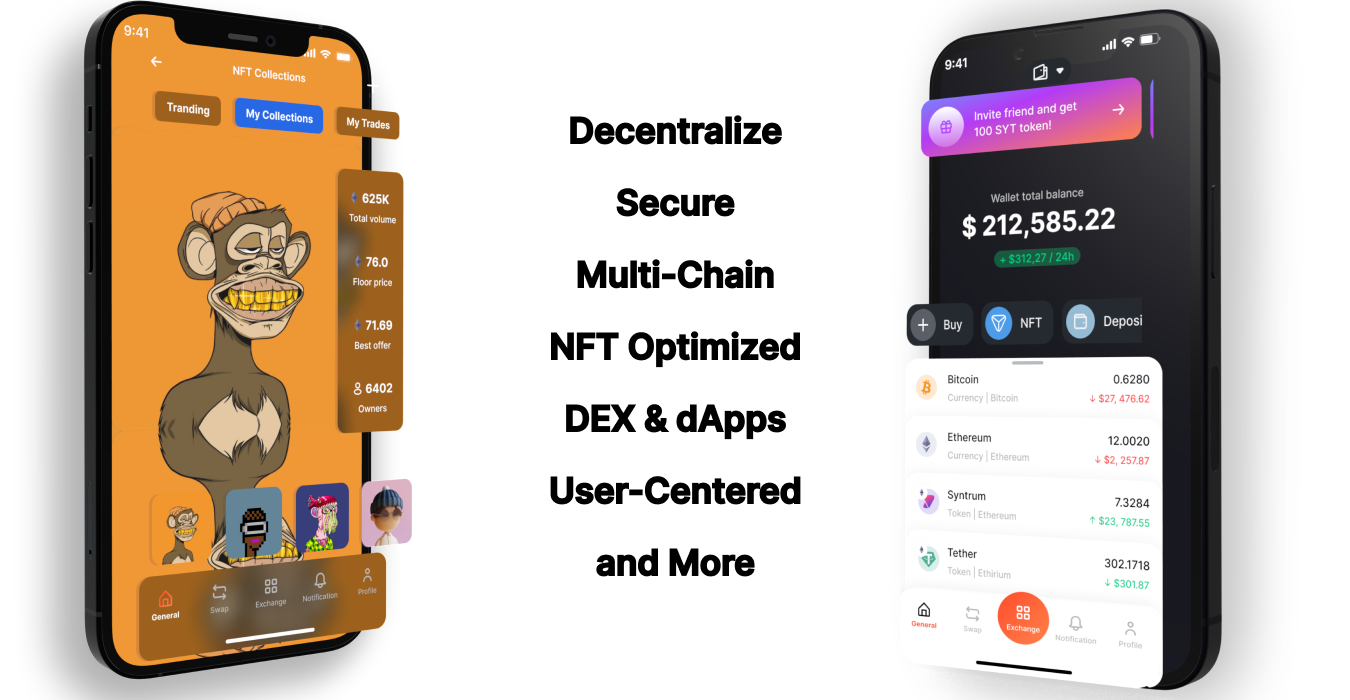 9:41
NFT Collections
Tranding
My Collections
My Trades
625K
Total volume
76.0
Floor price
71.69
Best offer
6402
Owners
General
Swap
Exchange
Notification
Profile
Decentralize
Secure
Multi-Chain
NFT Optimized
DEX & dApps
User-Centered
and More
9:41
Invite friend and get
100 SYT token!
Wallet total balance
$ 212,585.22
+ $312,27 / 24h
Buy
NFT
Deposi
Bitcoin
0.6280
Currency | Bitcoin
↓ $27, 476.62
Ethereum
12.0020
Currency | Ethereum
↓ $2, 257.87
Syntrum
7.3284
Token | Ethereum
↑ $23, 787.55
Tether
302.1718
Token | Ethirium
↓ $301.87
General
Swap
Exchange
Notification
Profile